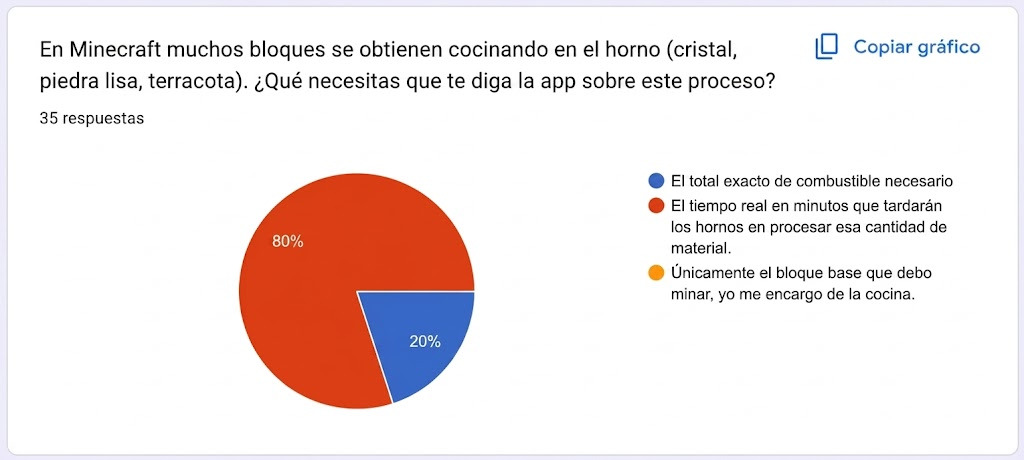 En Minecraft muchos bloques se obtienen cocinando en el horno (cristal,
piedra lisa, terracota). ¿Qué necesitas que te diga la app sobre este proceso?
Copiar gráfico
35 respuestas
80%
20%
El total exacto de combustible necesario
El tiempo real en minutos que tardarán
los hornos en procesar esa cantidad de
material.
Únicamente el bloque base que debo
minar, yo me encargo de la cocina.